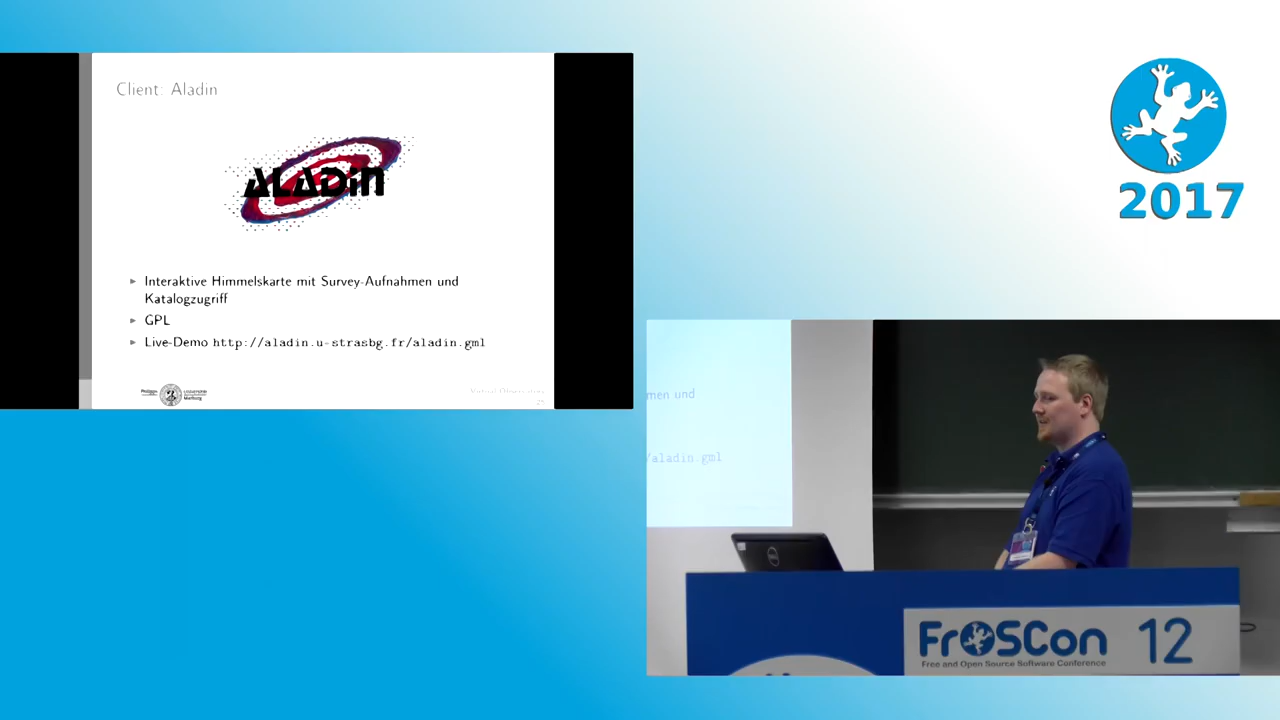 Client: Aladin
ALADin
Interaktive Himmelskarte mit Survey-Aufnahmen und
Katalogzugriff
GPL
Live-Demo http://aladin.u-strasbg.fr/aladin.gml
2017
men und
/aladin.gml
FrOSCon 12
Free and Open Source Software Conference